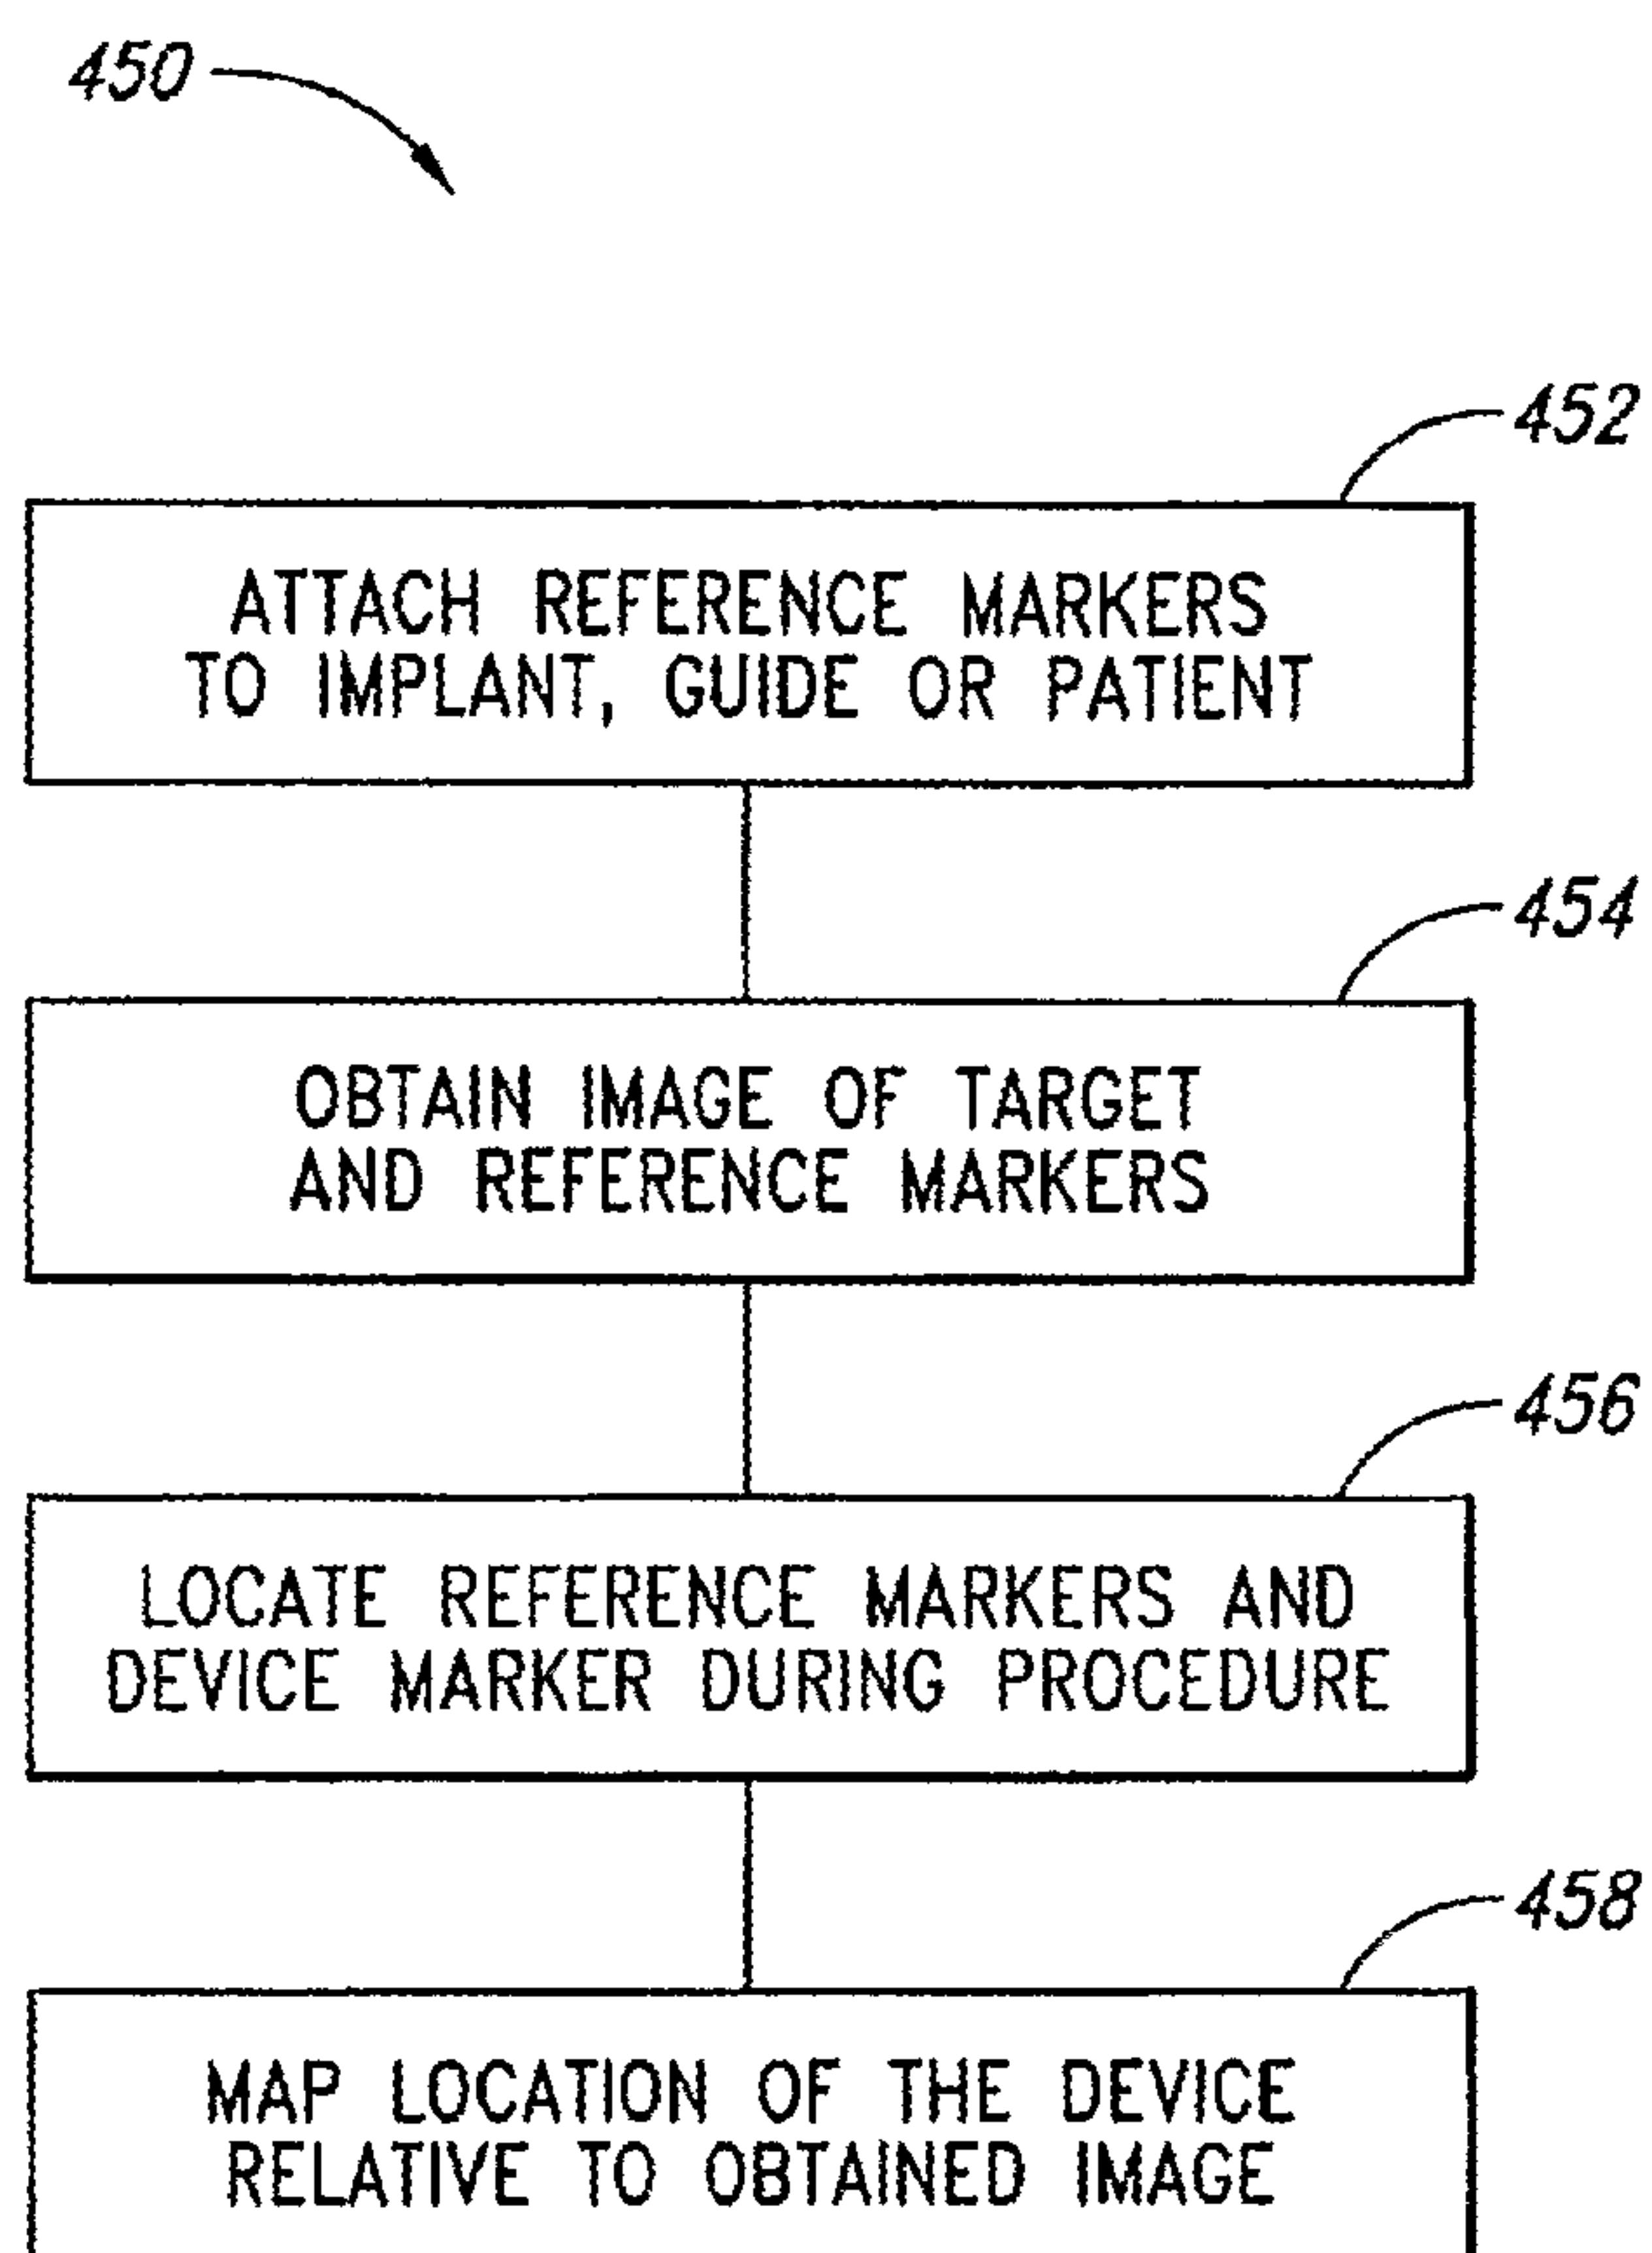 450
452
ATTACH REFERENCE MARKERS
TO IMPLANT, GUIDE OR PATIENT
454
OBTAIN IMAGE OF TARGET
AND REFERENCE MARKERS
456
LOCATE REFERENCE MARKERS AND
DEVICE MARKER DURING PROCEDURE
458
MAP LOCATION OF THE DEVICE
RELATIVE TO OBTAINED IMAGE